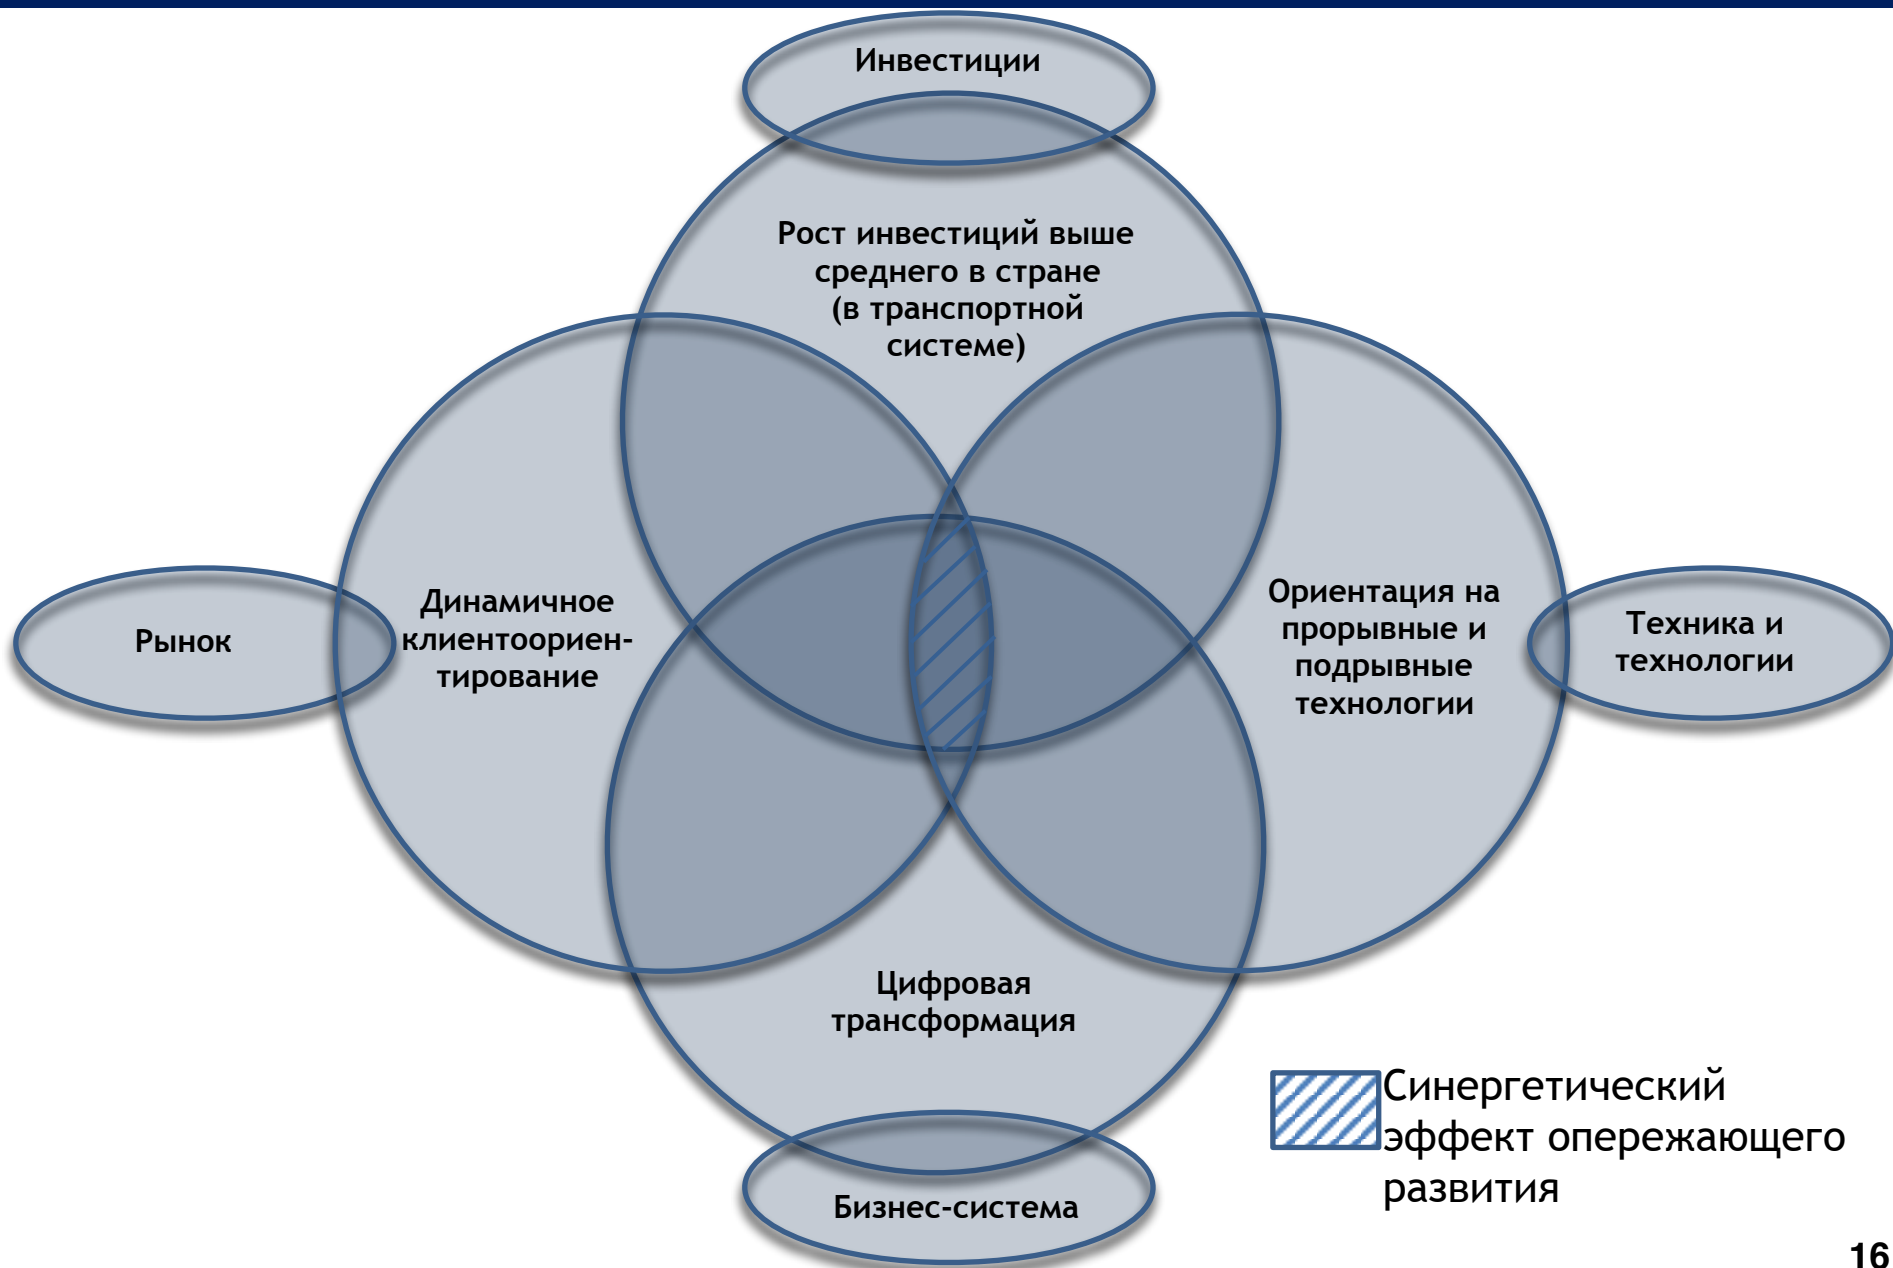 Инвестиции
Рост инвестиций выше
среднего в стране
(в транспортной
системе)
Рынок
Динамичное
клиентоориен-
тирование
Ориентация на
прорывные и
подрывные
технологии
Техника и
технологии
Цифровая
трансформация
Бизнес-система
Синергетический
эффект опережающего
развития
16